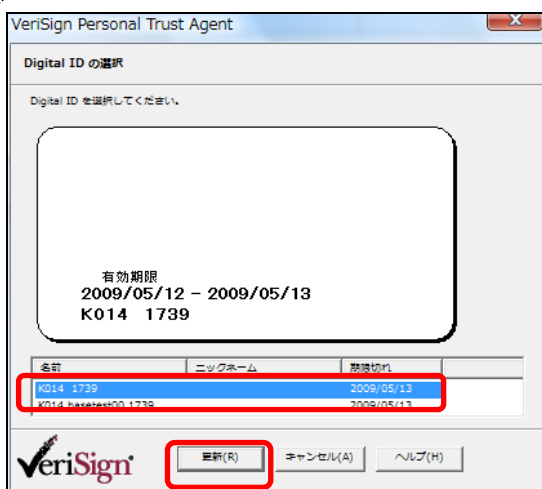 VeriSign Personal Trust Agent
Digital ID の選択
Digital ID を選択してください。
有効期限
2009/05/12 - 2009/05/13
K014 1739
名前 ニックネーム 期限切れ
K014 1739 2009/05/13
K014 basetest00 1739 2009/05/13
VeriSign 更新(R) キャンセル(A) ヘルプ(H)